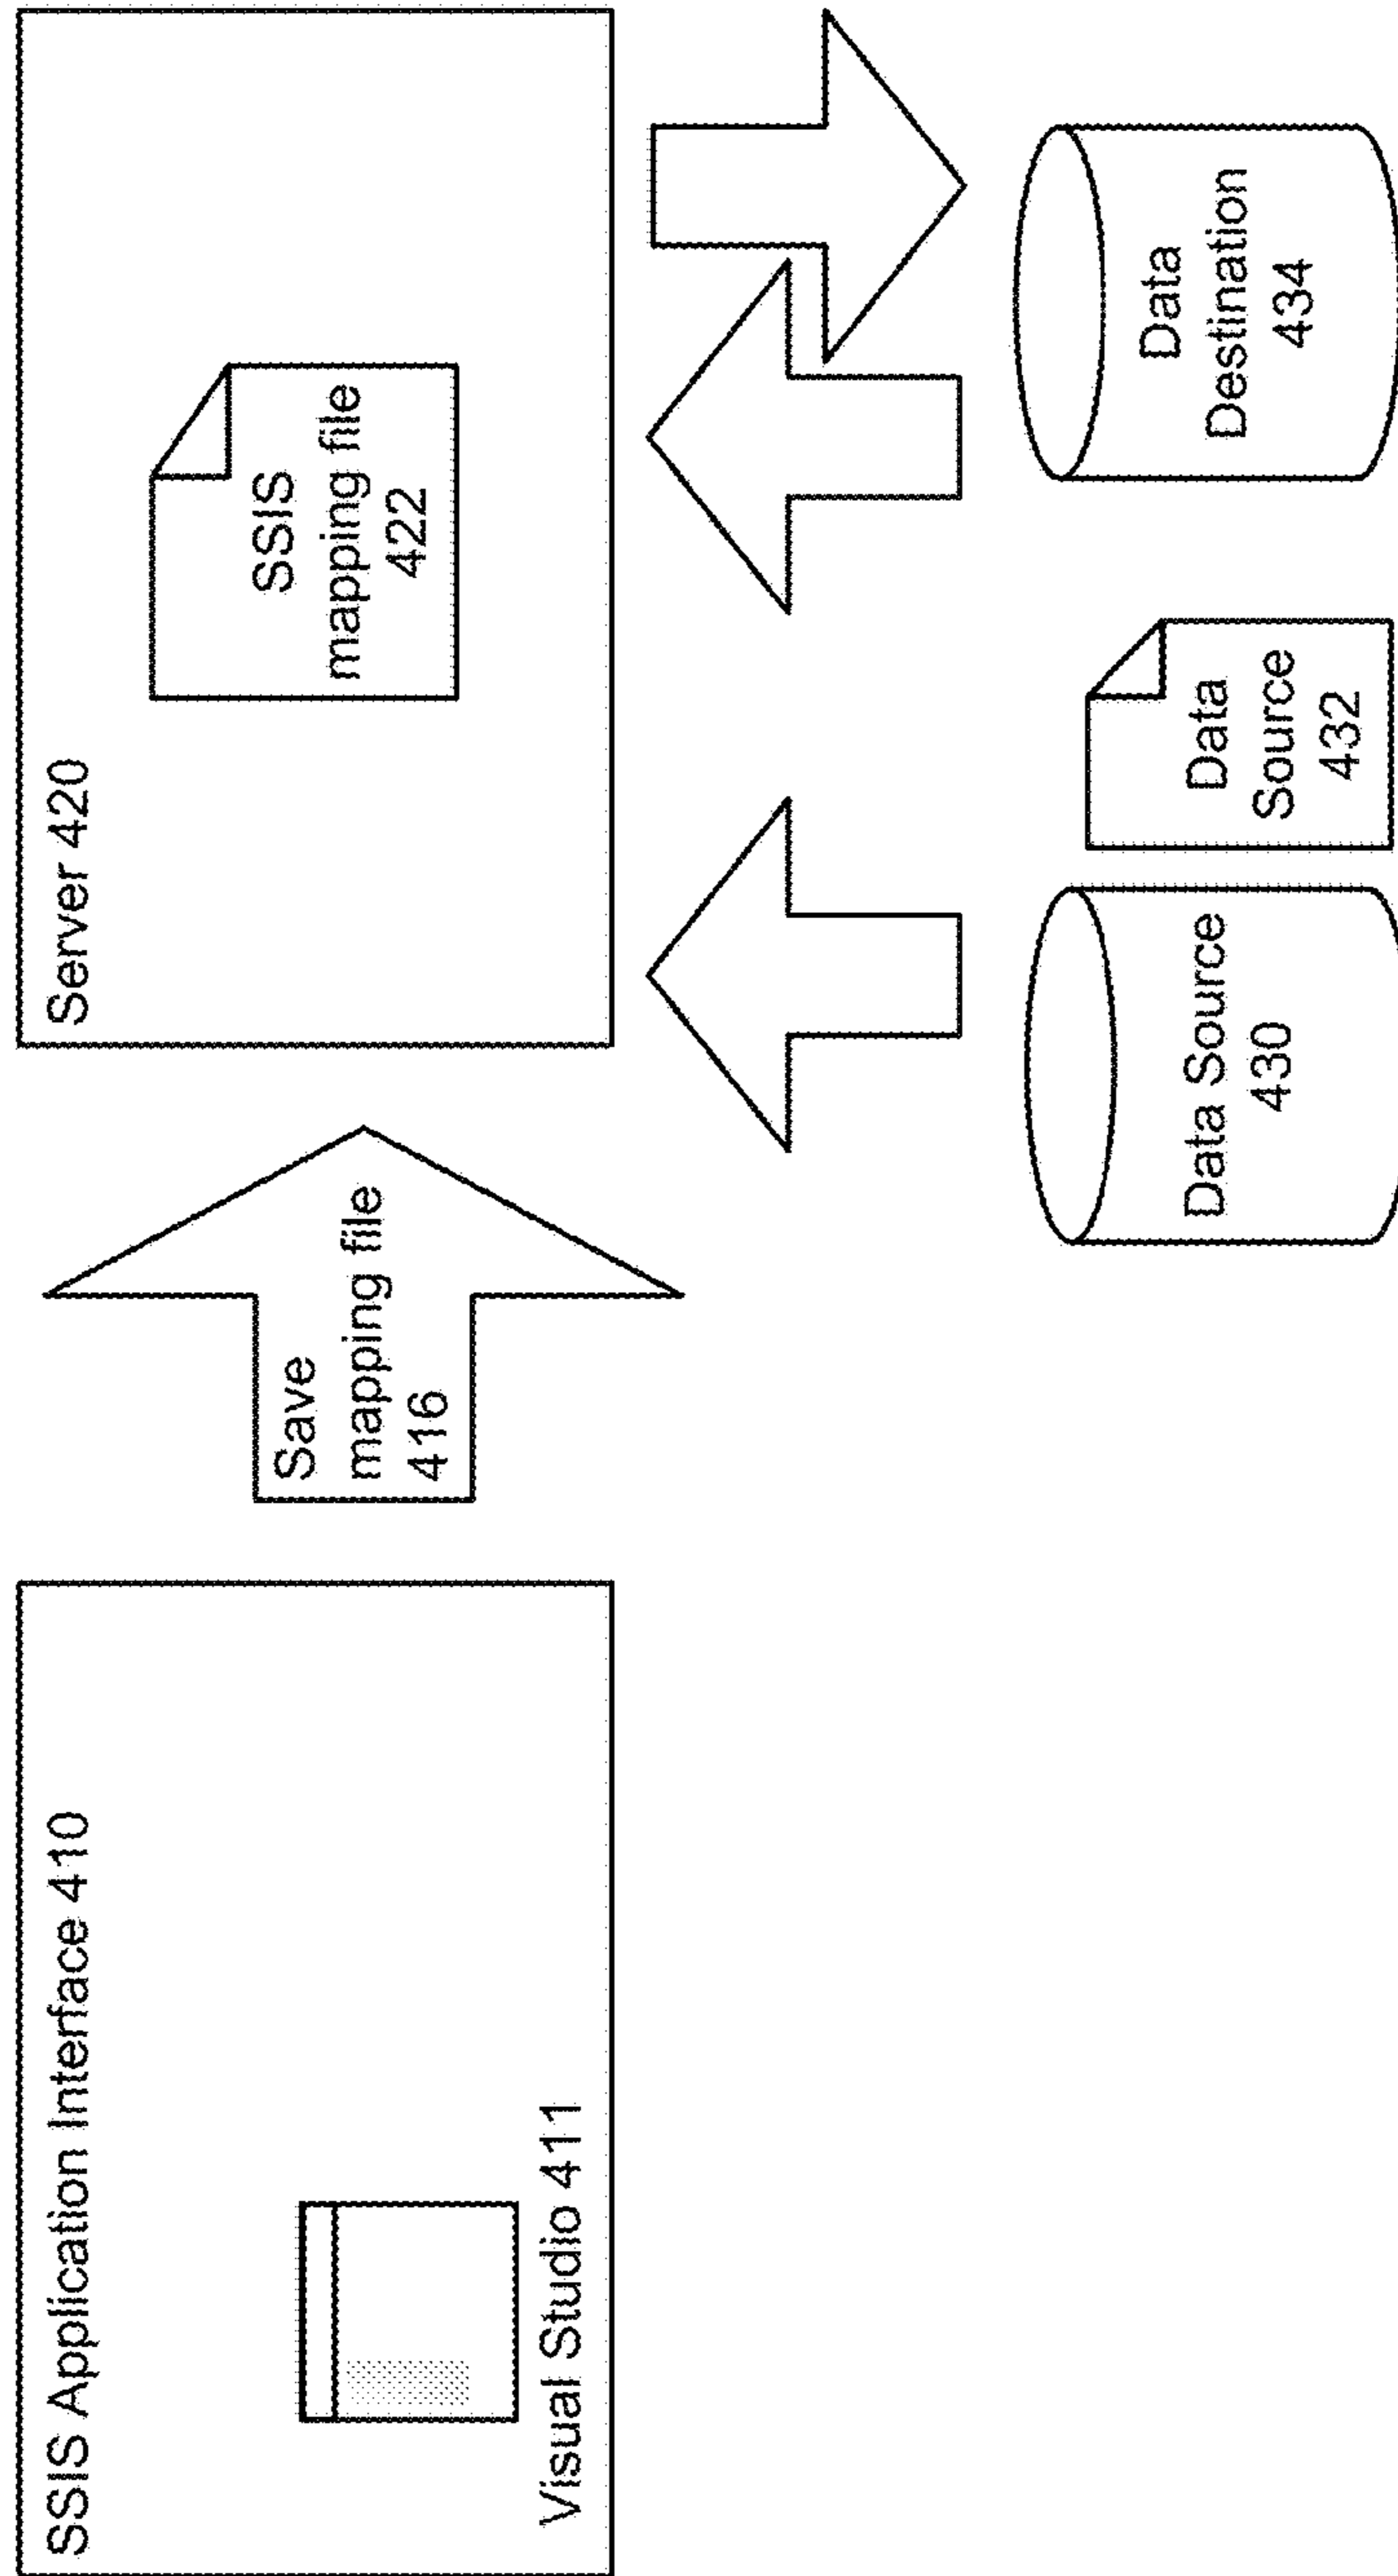 SSIS Application Interface 410
Visual Studio 411
Save
mapping file
416
Server 420
SSIS
mapping file
422
Data Source
430
Data
Source
432
Data
Destination
434